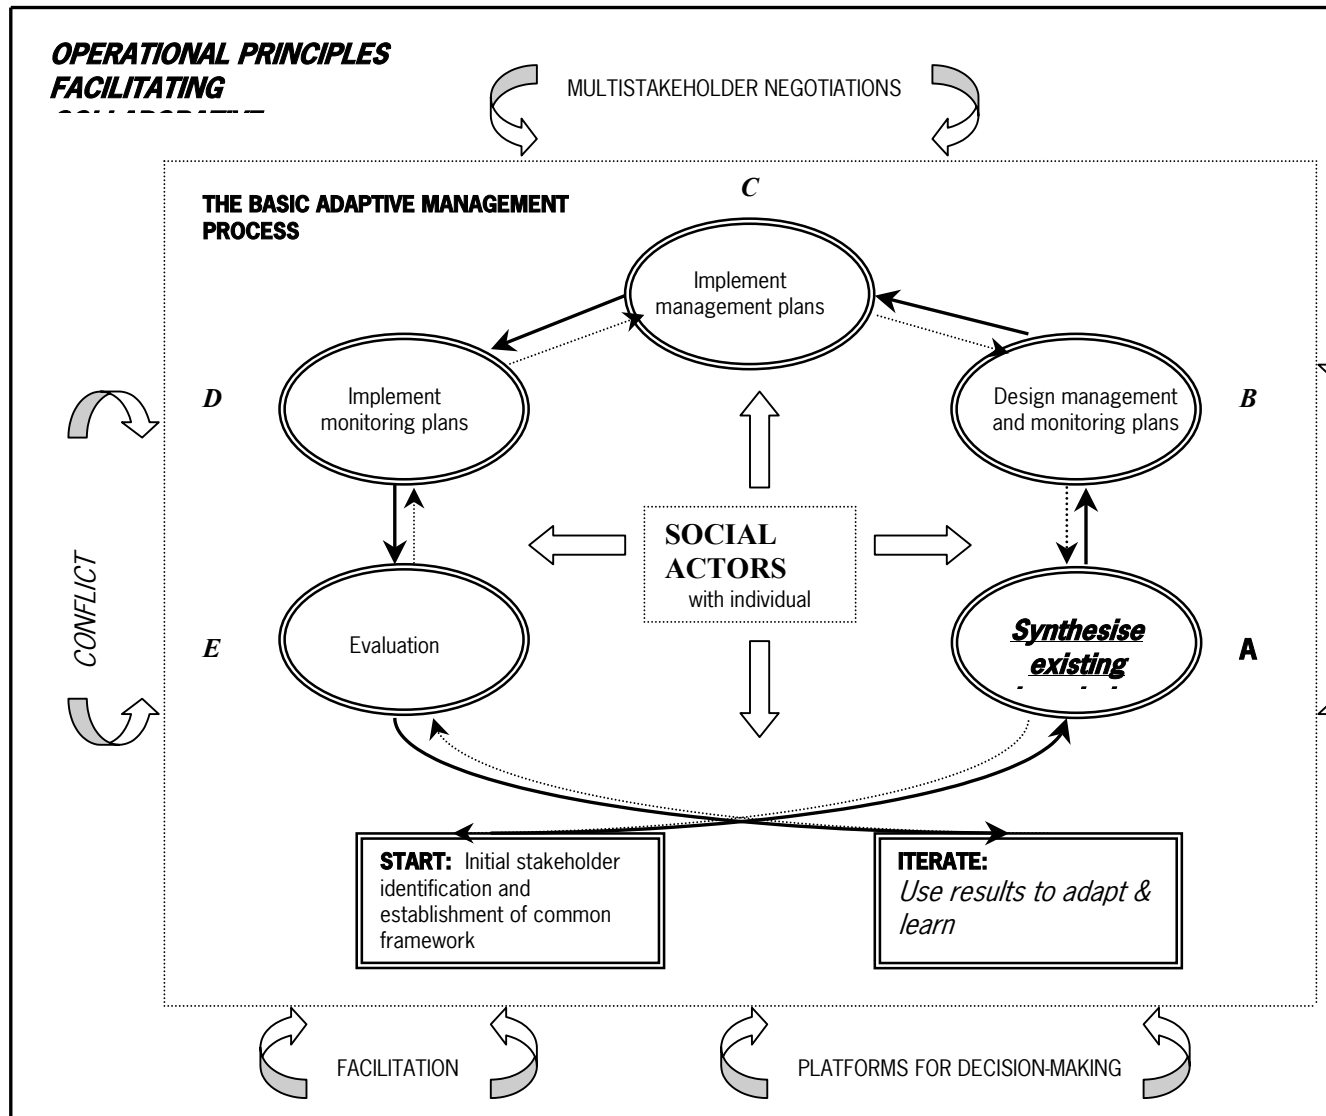 OPERATIONAL PRINCIPLES
FACILITATING
MULTISTAKEHOLDER NEGOTIATIONS
THE BASIC ADAPTIVE MANAGEMENT
PROCESS
C
Implement
management plans
D
Implement
monitoring plans
Design management
and monitoring plans
B
CONFLICT
SOCIAL
ACTORS
with individual
E
Evaluation
Synthesise
existing
A
START: Initial stakeholder
identification and
establishment of common
framework
ITERATE:
Use results to adapt &
learn
FACILITATION
PLATFORMS FOR DECISION-MAKING